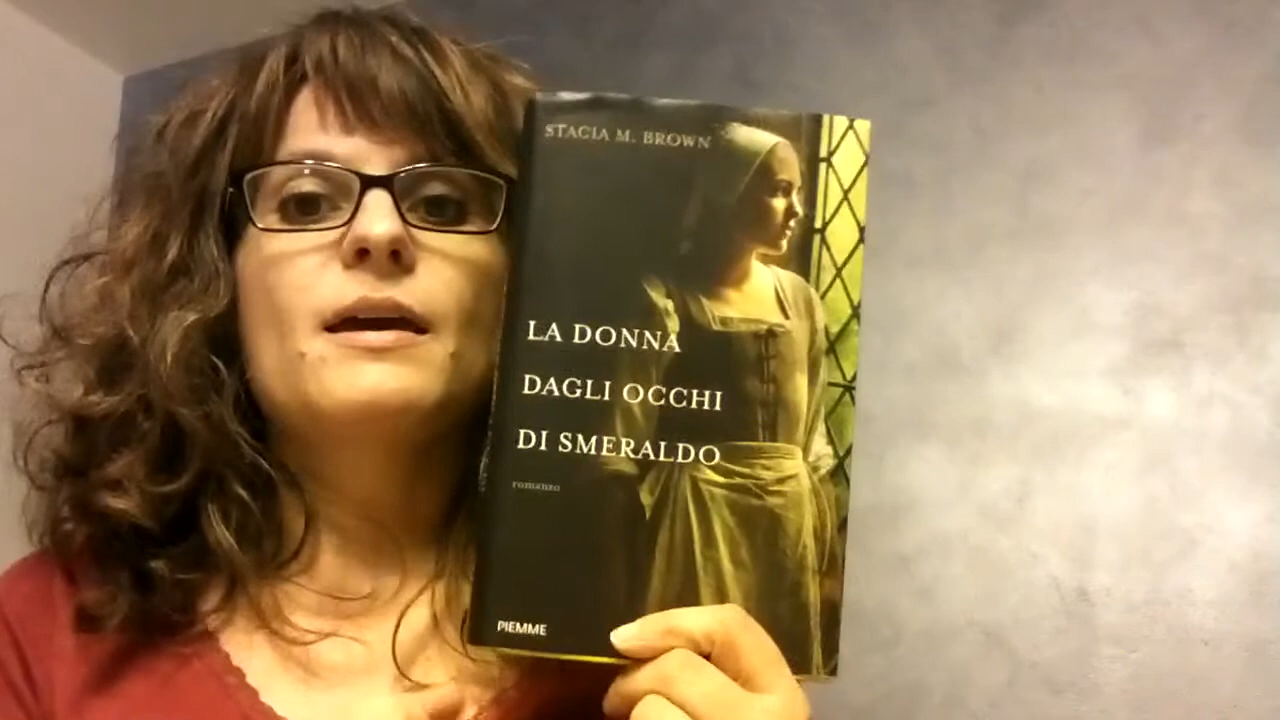 STACIA M. BROWN
LA DONNA
DAGLI OCCHI
DI SMERALDO
romanzo
PIEMME